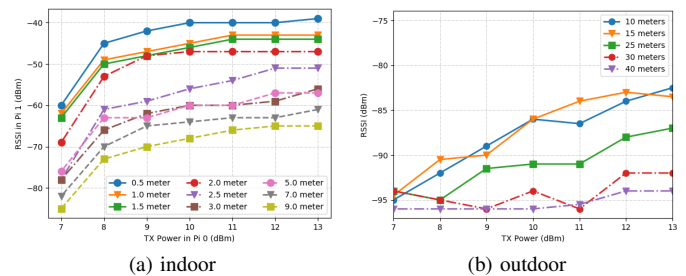 −40
−50
−60
−70
−80
RSSI in Pi 1 (dBm)
7 8 9 10 11 12 13
TX Power in Pi 0 (dBm)
0.5 meter 2.0 meter 5.0 meter
1.0 meter 2.5 meter 7.0 meter
1.5 meter 3.0 meter 9.0 meter
(a) indoor
−75
−80
−85
−90
−95
RSSI (dBm)
7 8 9 10 11 12 13
TX Power (dBm)
10 meters
15 meters
25 meters
30 meters
40 meters
(b) outdoor